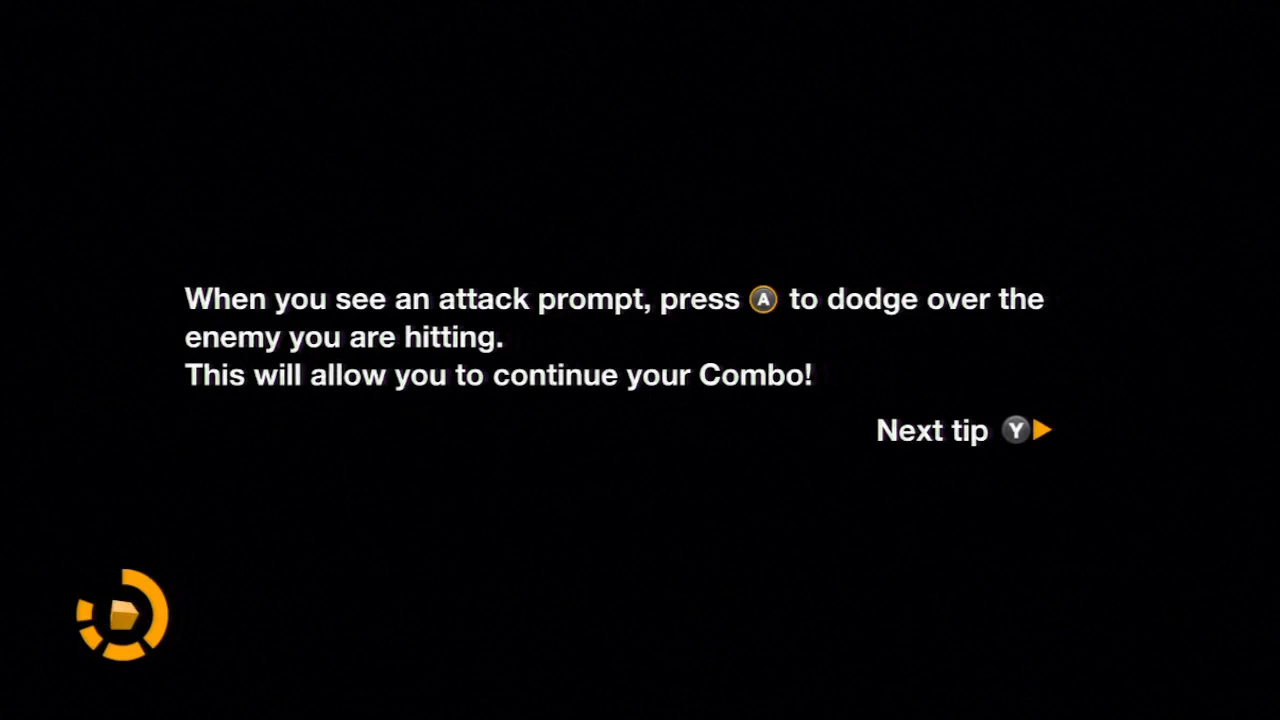 When you see an attack prompt, press A to dodge over the
enemy you are hitting.
This will allow you to continue your Combo!
Next tip Y